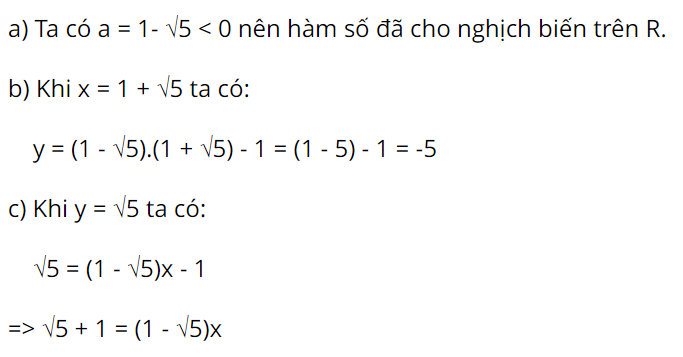 a) Ta có a = 1- √5 < 0 nên hàm số đã cho nghịch biến trên R.
b) Khi x = 1 + √5 ta có:
y = (1 - √5).(1 + √5) - 1 = (1 - 5) - 1 = -5
c) Khi y = √5 ta có:
√5 = (1 - √5)x - 1
=> √5 + 1 = (1 - √5)x